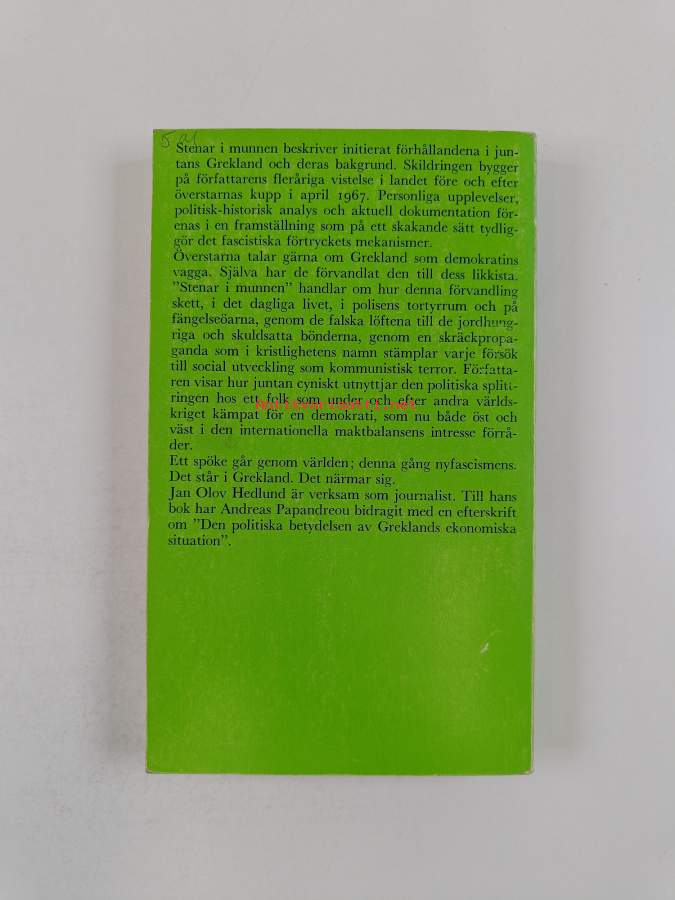 Stenar i munnen beskriver initierat förhållandena i jun-
tans Grekland och deras bakgrund. Skildringen bygger
på författarens fleråriga vistelse i landet före och efter
överstarnas kupp i april 1967. Personliga upplevelser,
politisk-historisk analys och aktuell dokumentation för-
enas i en framställning som på ett skakande sätt tydlig-
gör det fascistiska förtryckets mekanismer.
Överstarna talar gärna om Grekland som demokratins
vagga. Själva har de förvandlat den till dess likkista.
"Stenar i munnen" handlar om hur denna förvandling
skett, i det dagliga livet, i polisens tortyrrum och på
fängelseöarna, genom de falska löftena till de jordhung-
riga och skuldsatta bönderna, genom en skräckpropa-
ganda som i kristlighetens namn stämplar varje försök
till social utveckling som kommunistisk terror. Författa-
ren visar hur juntan cyniskt utnyttjar den politiska splitt-
ringen hos ett folk som under och efter andra världs-
kriget kämpat för en demokrati, som nu både öst och
väst i den internationella maktbalansens intresse förrå-
der.
Ett spöke går genom världen; denna gång nyfascismens.
Det står i Grekland. Det närmar sig.
Jan Olov Hedlund är verksam som journalist. Till hans
bok har Andreas Papandreou bidragit med en efterskrift
om "Den politiska betydelsen av Greklands ekonomiska
situation".